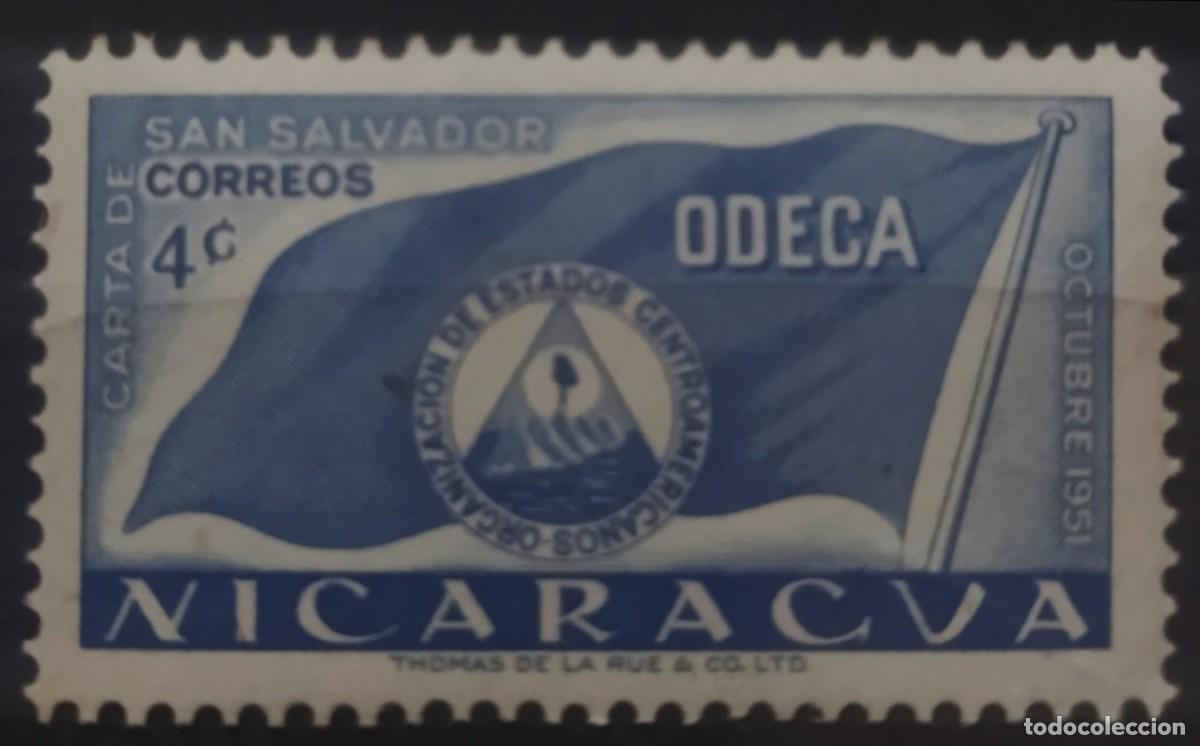 CARTA DE
SAN SALVADOR
CORREOS
4¢
ODECA
OCTUBRE 1951
ORGANIZACION DE ESTADOS CENTROAMERICANOS-
NICARAGVA
THOMAS DE LA RUE & CO. LTD
todocoleccion